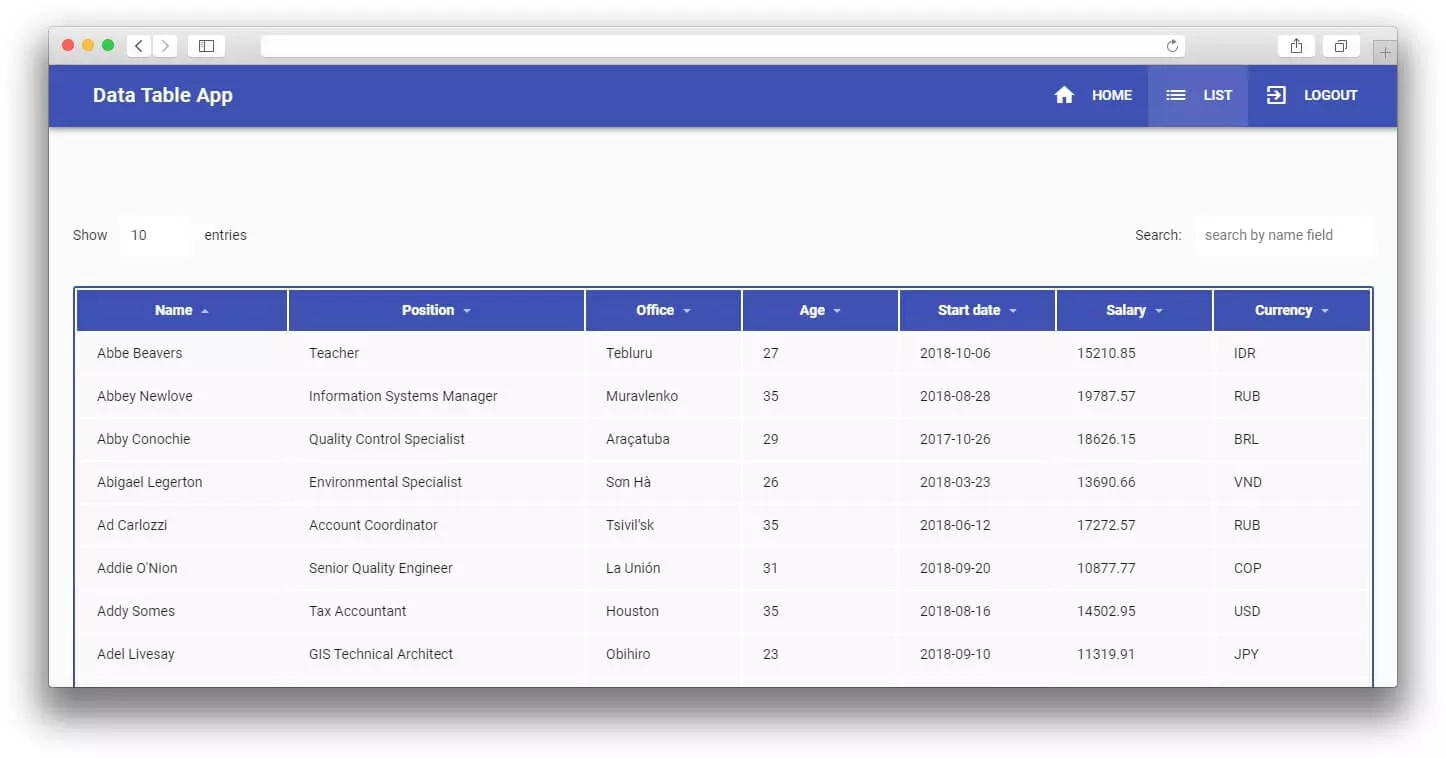 Data Table App HOME LIST LOGOUT
Show 10 entries Search: search by name field
Name Position Office Age Start date Salary Currency
Abbe Beavers Teacher Tebluru 27 2018-10-06 15210.85 IDR
Abbey Newlove Information Systems Manager Muravlenko 35 2018-08-28 19787.57 RUB
Abby Conochie Quality Control Specialist Araçatuba 29 2017-10-26 18626.15 BRL
Abigael Legerton Environmental Specialist Sơn Hà 26 2018-03-23 13690.66 VND
Ad Carlozzi Account Coordinator Tsivil'sk 35 2018-06-12 17272.57 RUB
Addie O'Nion Senior Quality Engineer La Unión 31 2018-09-20 10877.77 COP
Addy Somes Tax Accountant Houston 35 2018-08-16 14502.95 USD
Adel Livesay GIS Technical Architect Obihiro 23 2018-09-10 11319.91 JPY